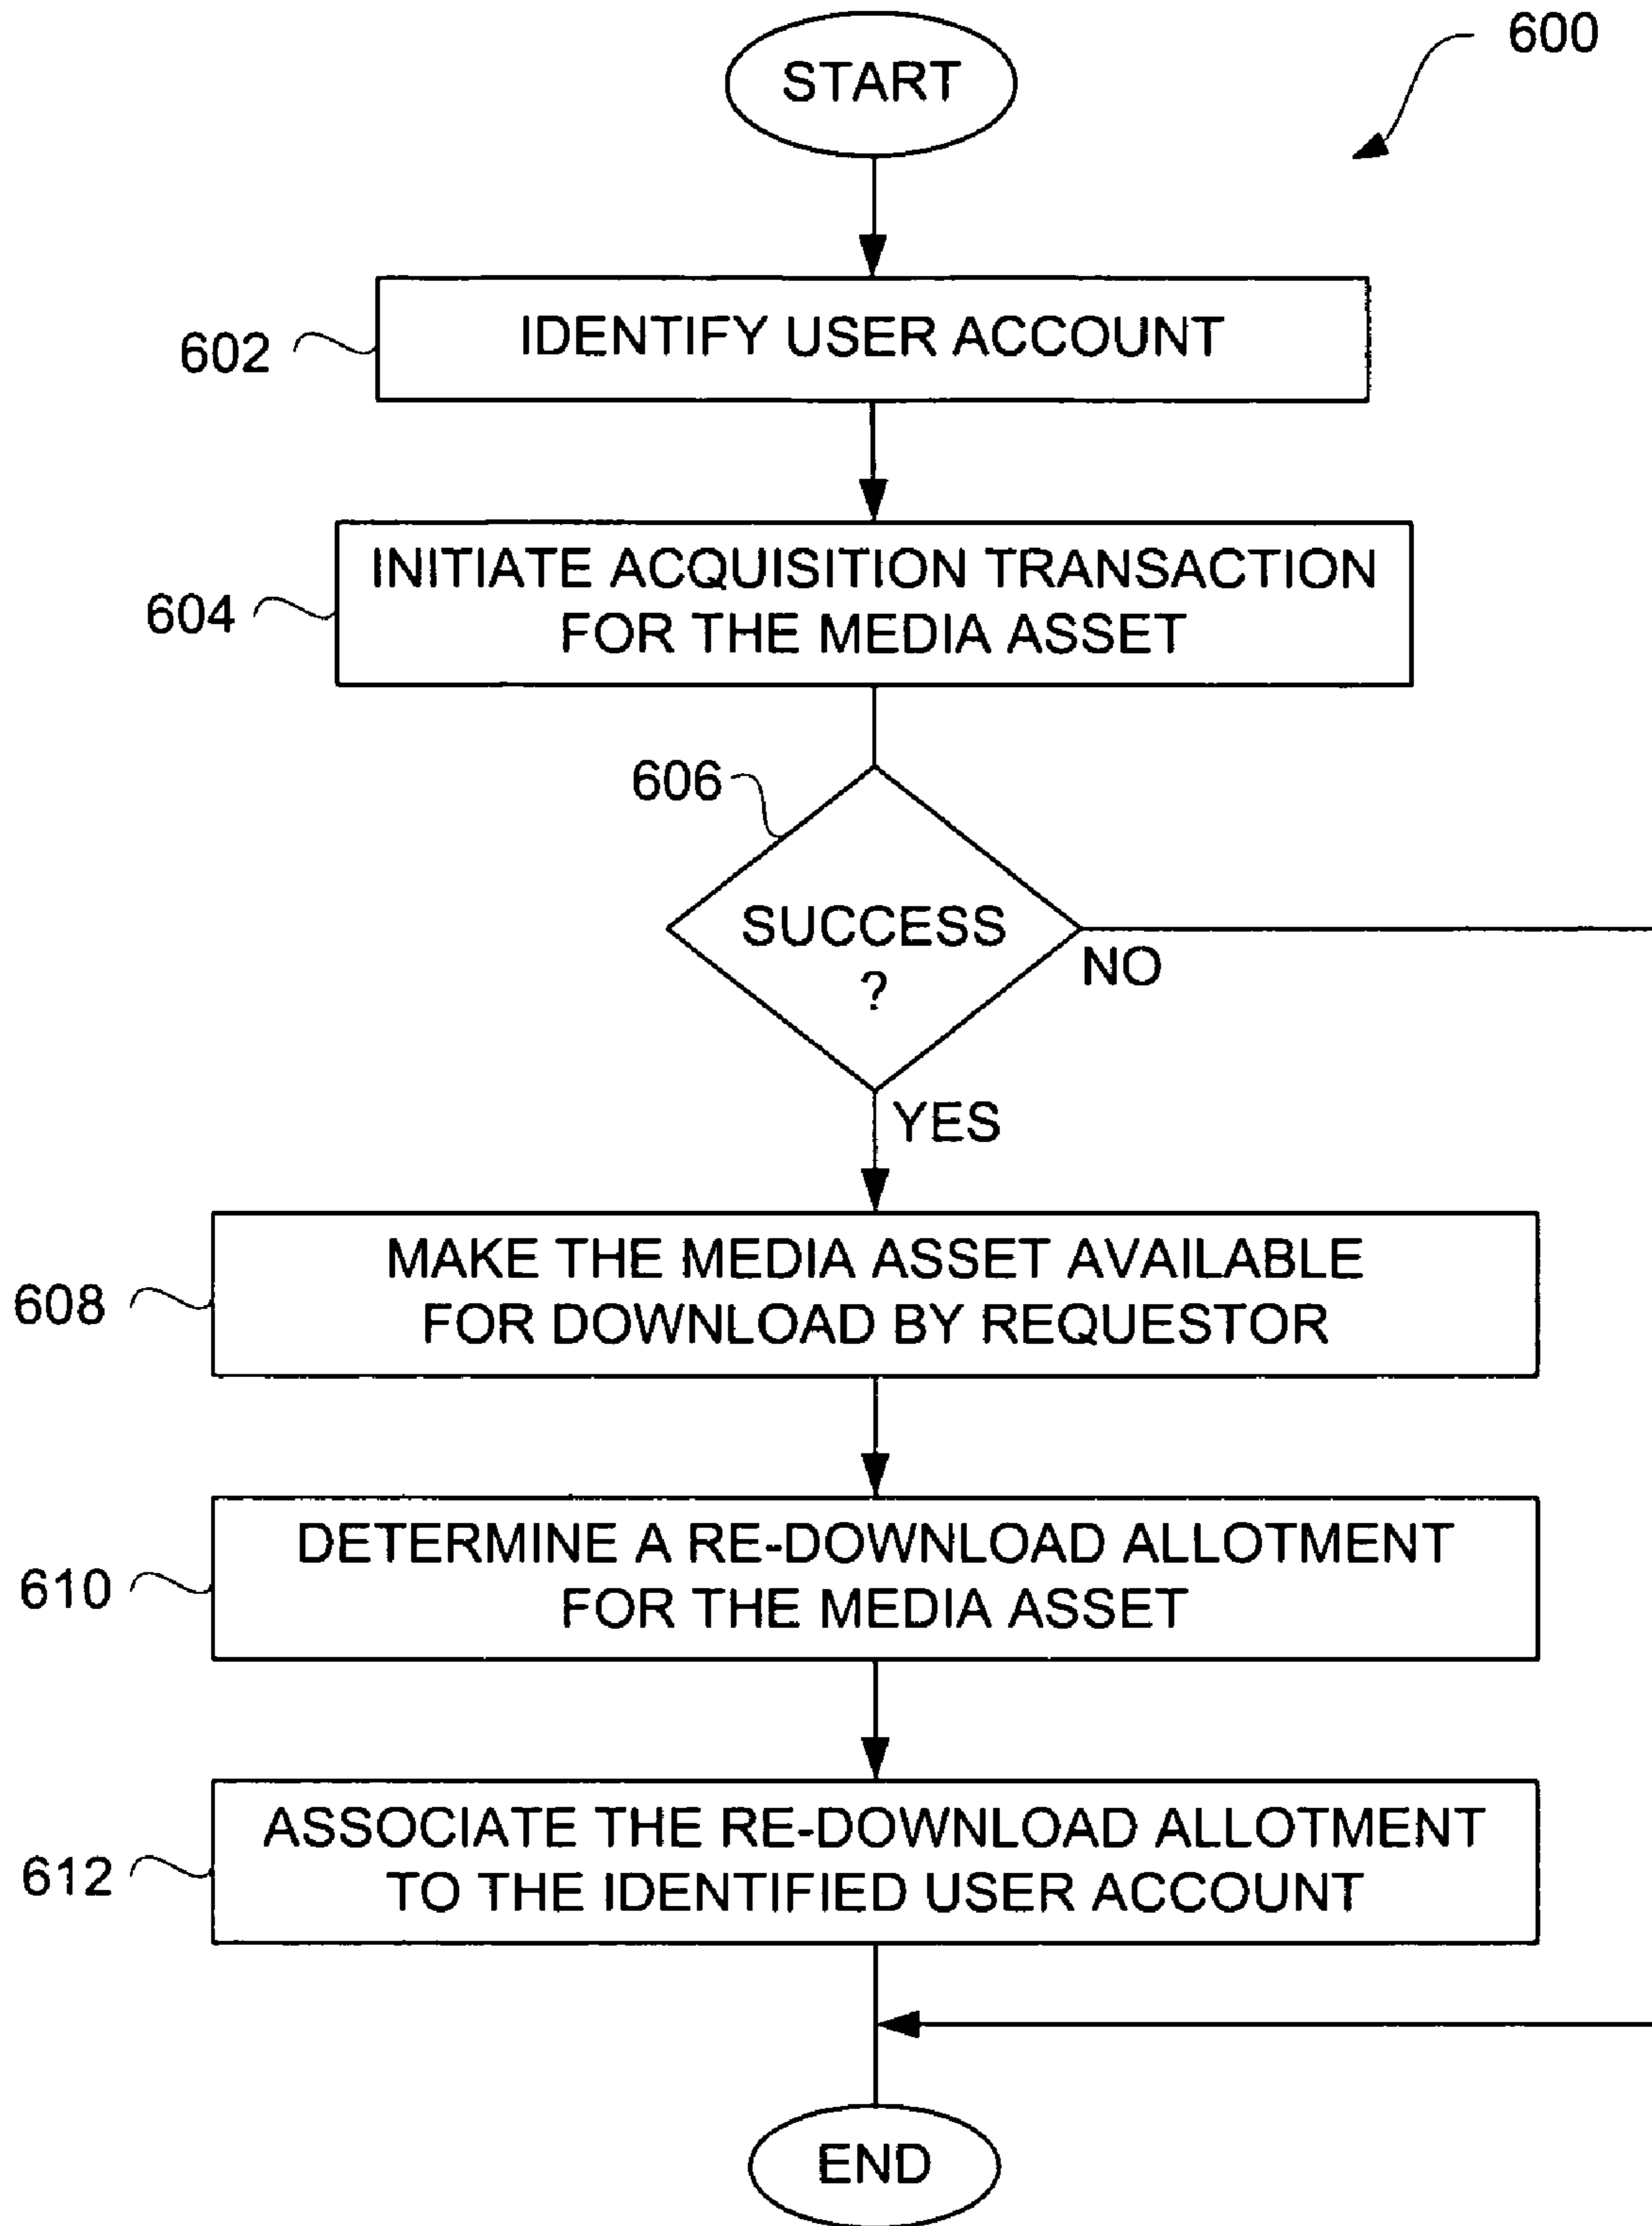 600
START
602
IDENTIFY USER ACCOUNT
604
INITIATE ACQUISITION TRANSACTION
FOR THE MEDIA ASSET
606
SUCCESS
?
NO
YES
608
MAKE THE MEDIA ASSET AVAILABLE
FOR DOWNLOAD BY REQUESTOR
610
DETERMINE A RE-DOWNLOAD ALLOTMENT
FOR THE MEDIA ASSET
612
ASSOCIATE THE RE-DOWNLOAD ALLOTMENT
TO THE IDENTIFIED USER ACCOUNT
END